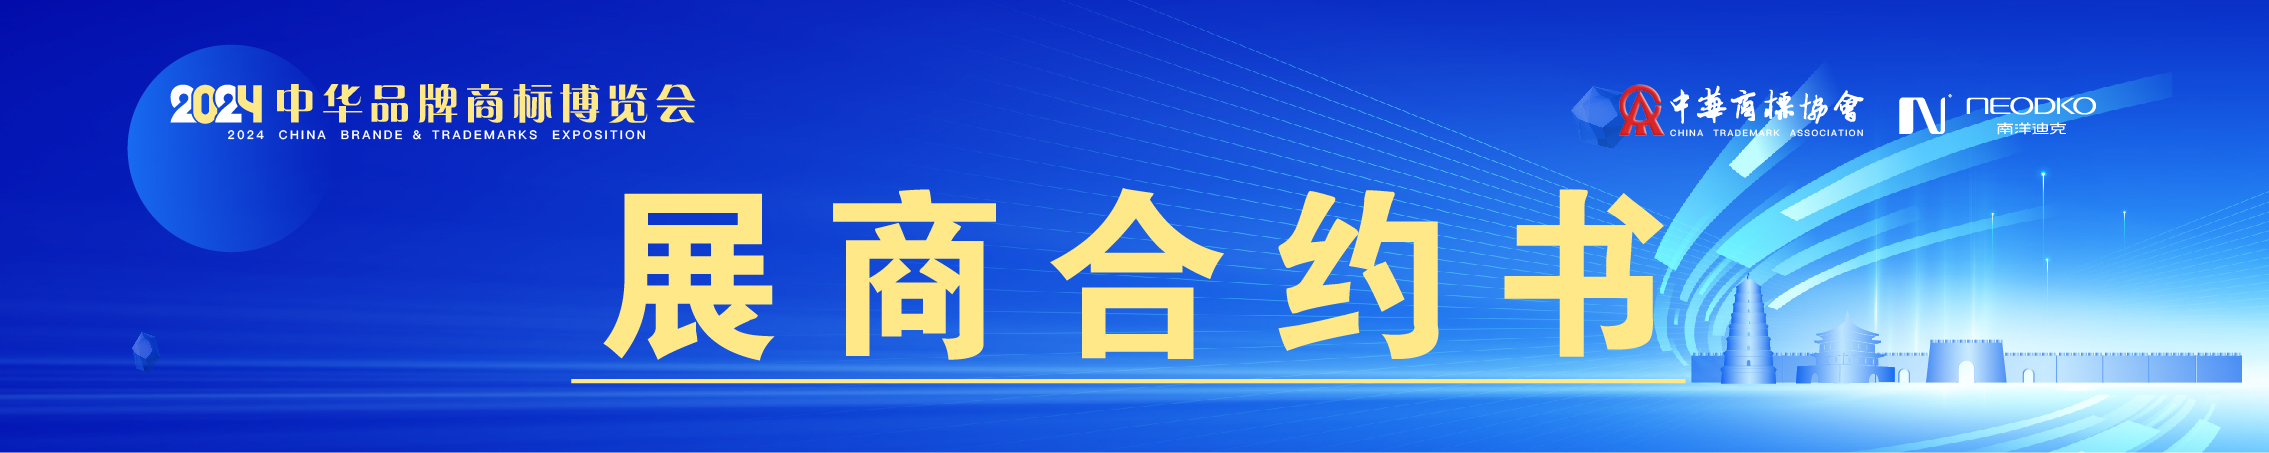 2024 中华品牌商标博览会
2024 CHINA BRANDE & TRADEMARKS EXPOSITION
中華商標協會
CHINA TRADEMARK ASSOCIATION
NEODKO
南洋迪克
展商合约书